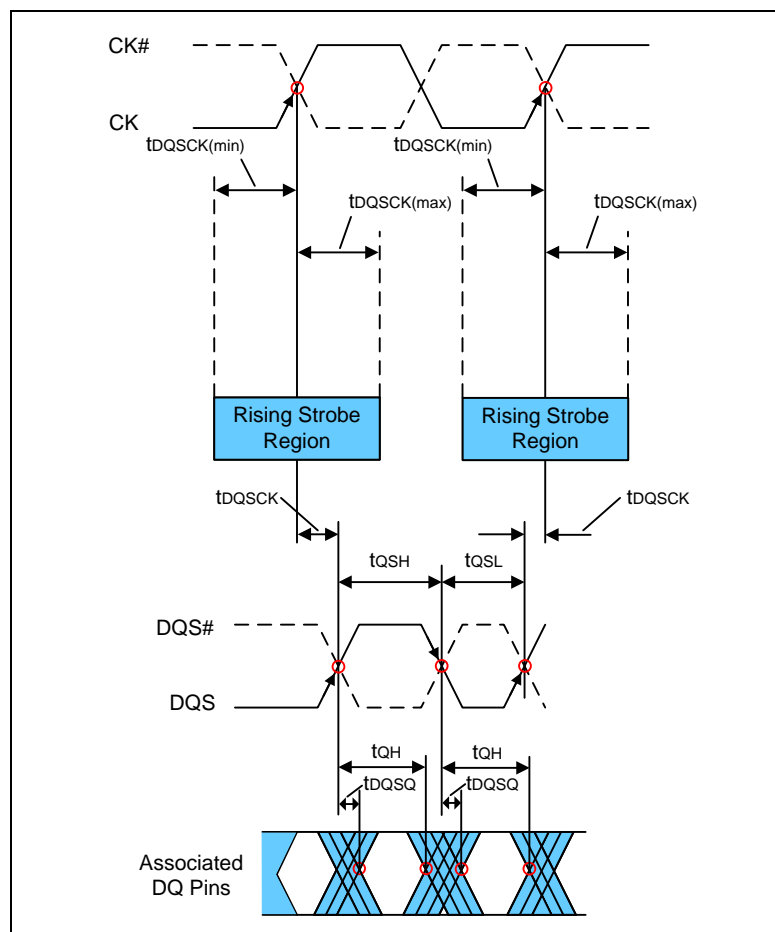 CK#
CK
tDQSCK(min)
tDQSCK(min)
tDQSCK(max)
tDQSCK(max)
Rising Strobe
Region
Rising Strobe
Region
tDQSCK
tDQSCK
tQSH
tQSL
DQS#
DQS
tQH
tQH
tDQSQ
tDQSQ
Associated
DQ Pins